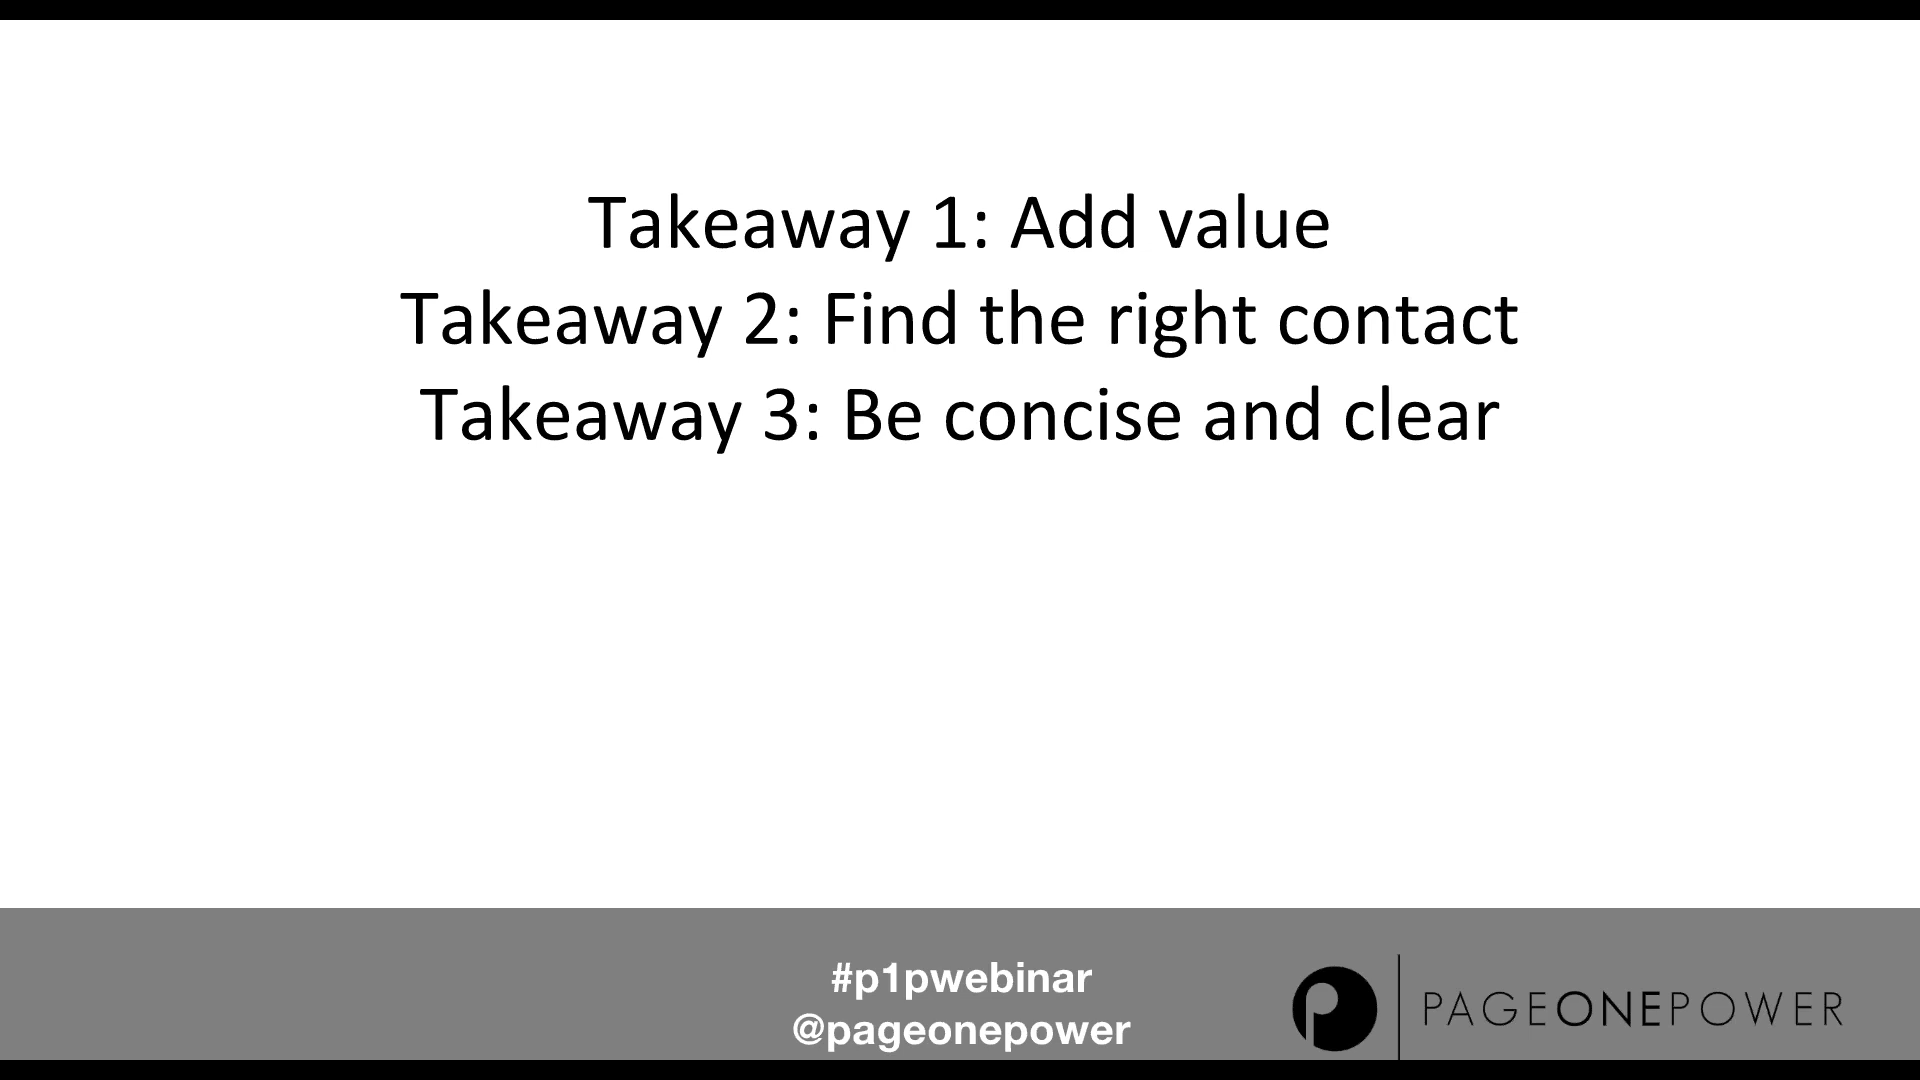 Takeaway 1: Add value
Takeaway 2: Find the right contact
Takeaway 3: Be concise and clear
#p1pwebinar
@pageonepower
PAGEONEPOWER